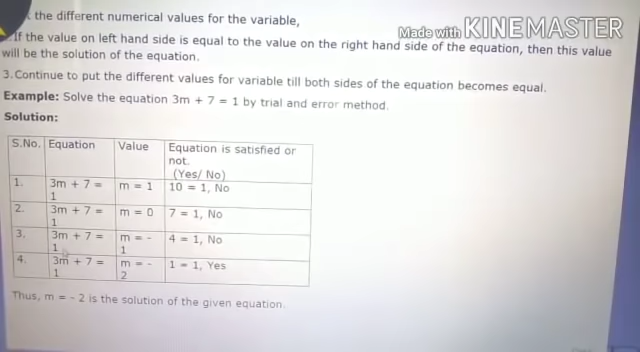 the different numerical values for the variable,
Made with KINEMASTER
If the value on left hand side is equal to the value on the right hand side of the equation, then this value
will be the solution of the equation.
3. Continue to put the different values for variable till both sides of the equation becomes equal.
Example: Solve the equation 3m + 7 = 1 by trial and error method.
Solution:
S.No. Equation Value Equation is satisfied or
not.
(Yes/ No)
1. 3m + 7 = m = 1 10 = 1, No
1
2. 3m + 7 = m = 0 7 = 1, No
1
3. 3m + 7 = m = - 4 = 1, No
1 1
4. 3m + 7 = m = - 1 = 1, Yes
1 2
Thus, m = - 2 is the solution of the given equation.